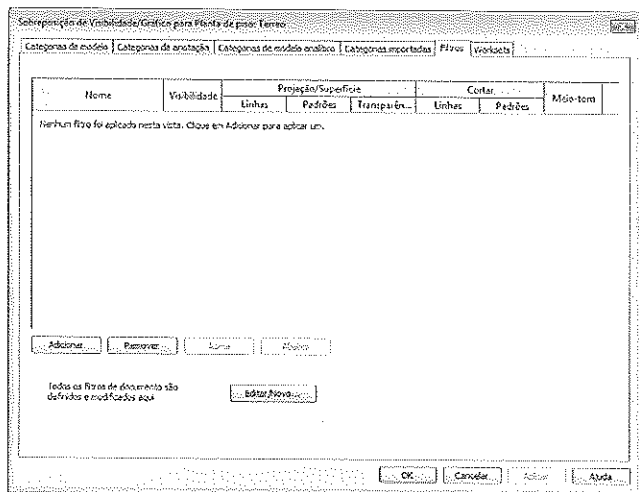 Sobreposição de Visibilidade/Gráfico para Planta de piso: Térreo
Categorias de modelo Categorias de anotação Categorias de modelo analítico Categorias importadas Filtros Worksets
Nome Visibilidade Projeção/Superfície Cortar Meio-tom
Linhas Padrões Transparên... Linhas Padrões
Nenhum filtro foi aplicado nesta vista. Clique em Adicionar para aplicar um.
Adicionar Remover Acima Abaixo
Todos os filtros de documento são
definidos e modificados aqui
Editar/Novo...
OK Cancelar Aplicar Ajuda